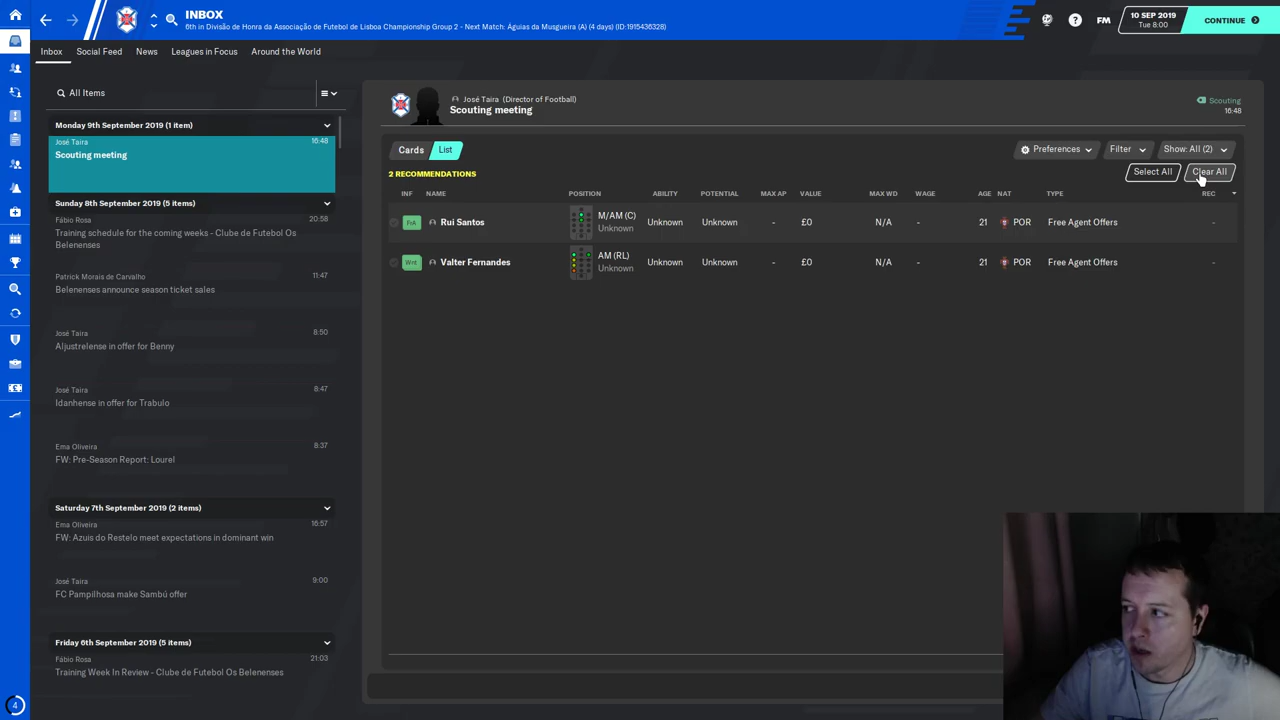 INBOX
6th in Divisão de Honra da Associação de Futebol de Lisboa Championship Group 2 - Next Match: Águias da Musgueira (A) (4 days) (ID:1915436328)
FM
10 SEP 2019
Tue 8:00
CONTINUE
Inbox
Social Feed
News
Leagues in Focus
Around the World
All Items
Monday 9th September 2019 (1 item)
José Taira 16:48
Scouting meeting
Sunday 8th September 2019 (5 items)
Fábio Rosa 20:58
Training schedule for the coming weeks - Clube de Futebol Os
Belenenses
Patrick Morais de Carvalho 11:47
Belenenses announce season ticket sales
José Taira 8:50
Aljustrelense in offer for Benny
José Taira 8:47
Idanhense in offer for Trabulo
Ema Oliveira 8:37
FW: Pre-Season Report: Lourel
Saturday 7th September 2019 (2 items)
Ema Oliveira 16:57
FW: Azuis do Restelo meet expectations in dominant win
José Taira 9:00
FC Pampilhosa make Sambú offer
Friday 6th September 2019 (5 items)
Fábio Rosa 21:03
Training Week In Review - Clube de Futebol Os Belenenses
4
José Taira (Director of Football)
Scouting meeting
Scouting
16:48
Cards
List
Preferences
Filter
Show: All (2)
2 RECOMMENDATIONS
Select All
Clear All
INF NAME POSITION ABILITY POTENTIAL MAX AP VALUE MAX WD WAGE AGE NAT TYPE REC
FrA Rui Santos M/AM (C) Unknown Unknown Unknown - £0 N/A - 21 POR Free Agent Offers -
Wnt Valter Fernandes AM (RL) Unknown Unknown Unknown - £0 N/A - 21 POR Free Agent Offers -